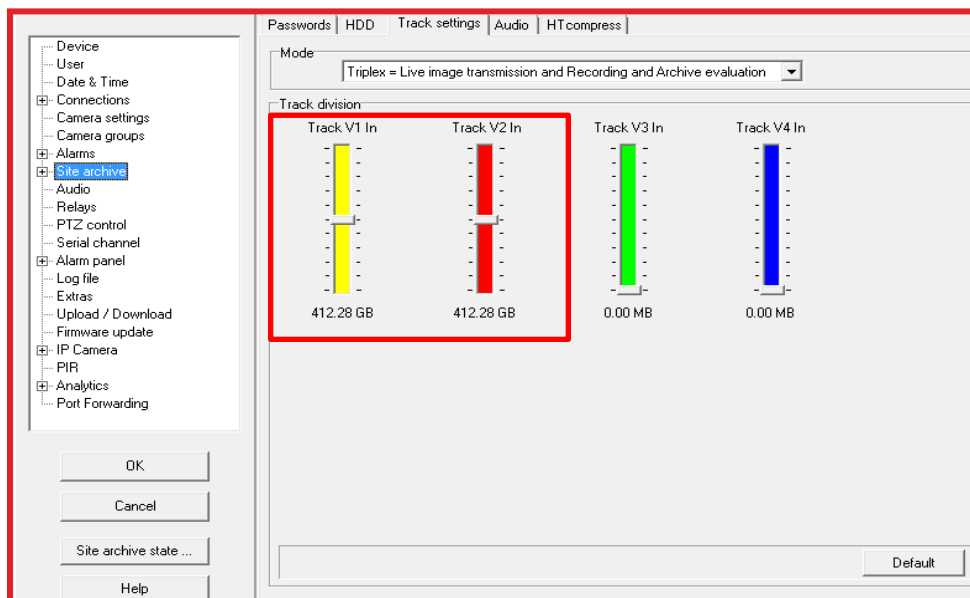 Device
User
Date & Time
Connections
Camera settings
Camera groups
Alarms
Site archive
Audio
Relays
PTZ control
Serial channel
Alarm panel
Log file
Extras
Upload / Download
Firmware update
IP Camera
PIR
Analytics
Port Forwarding
OK
Cancel
Site archive state ...
Help
Passwords HDD Track settings Audio HTcompress
Mode
Triplex = Live image transmission and Recording and Archive evaluation
Track division
Track V1 In Track V2 In Track V3 In Track V4 In
412.28 GB 412.28 GB 0.00 MB 0.00 MB
Default